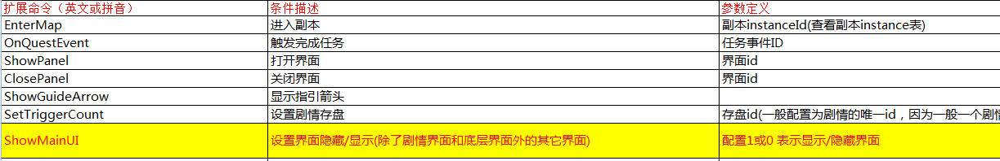 扩展命令（英文或拼音） 条件描述 参数定义
EnterMap 进入副本 副本instanceId(查看副本instance表)
OnQuestEvent 触发完成任务 任务事件ID
ShowPanel 打开界面 界面id
ClosePanel 关闭界面 界面id
ShowGuideArrow 显示指引箭头
SetTriggerCount 设置剧情存盘 存盘id(一般配置为剧情的唯一id，因为一般一个剧情
ShowMainUI 设置界面隐藏/显示(除了剧情界面和底层界面外的其它界面) 配置1或0 表示显示/隐藏界面